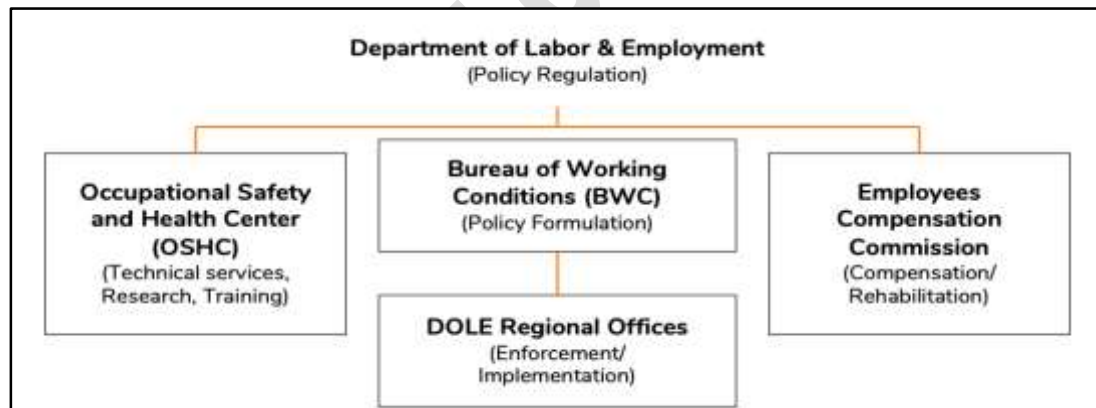 Department of Labor & Employment
(Policy Regulation)
Occupational Safety
and Health Center
(OSHC)
(Technical services,
Research, Training)
Bureau of Working
Conditions (BWC)
(Policy Formulation)
DOLE Regional Offices
(Enforcement/
Implementation)
Employees
Compensation
Commission
(Compensation/
Rehabilitation)